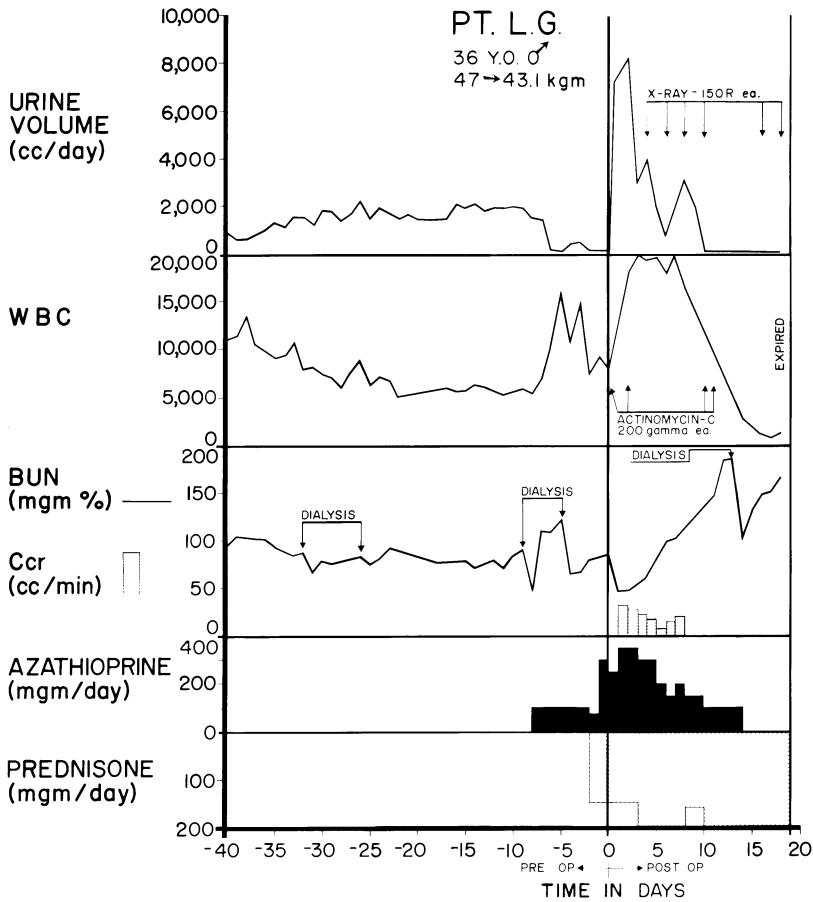 PT. L.G.
36 Y.O. ♂
47→43.1 kgm
URINE
VOLUME
(cc/day)
10,000
8,000
6,000
4,000
2,000
0
X-RAY-150R ea.
WBC
20,000
15,000
10,000
5,000
0
ACTINOMYCIN-C
200 gamma ea.
EXPIRED
BUN
(mgm %)
Ccr
(cc/min)
200
150
100
50
0
DIALYSIS
DIALYSIS
DIALYSIS
AZATHIOPRINE
(mgm/day)
400
200
0
PREDNISONE
(mgm/day)
100
200
-40 -35 -30 -25 -20 -15 -10 -5 0 5 10 15 20
PRE OP POST OP
TIME IN DAYS